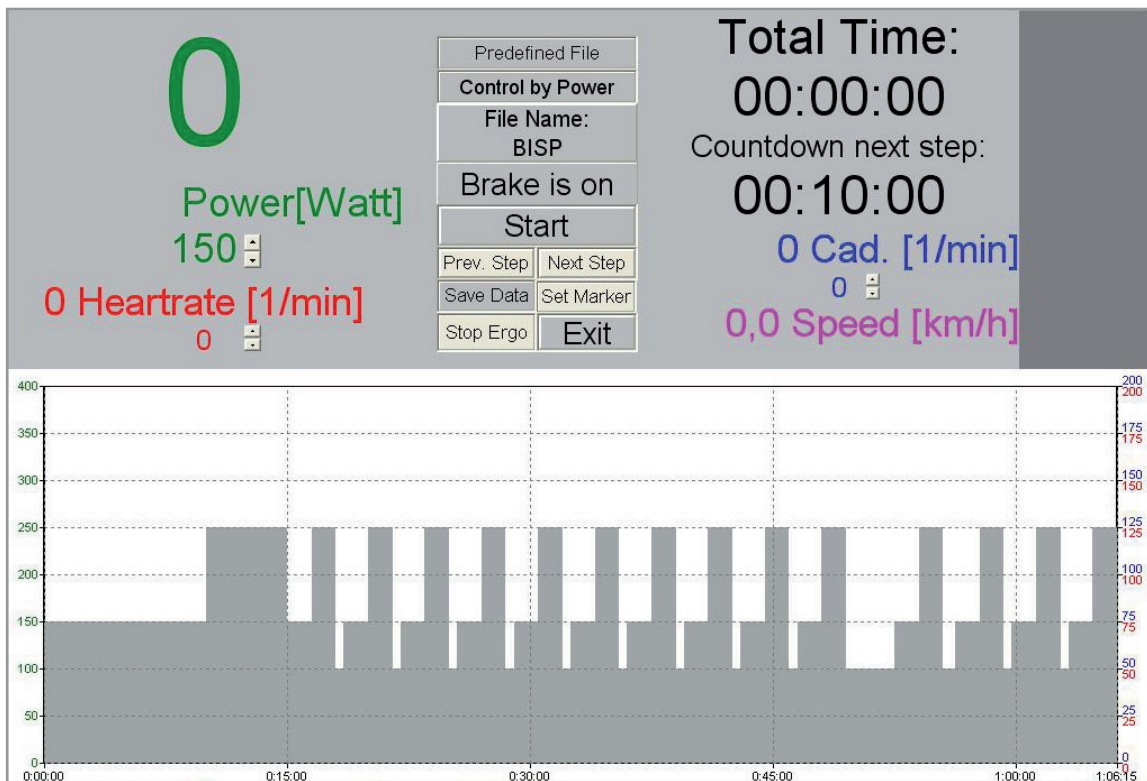 0
Power[Watt]
150
0 Heartrate [1/min]
0
Predefined File
Control by Power
File Name:
BISP
Brake is on
Start
Prev. Step Next Step
Save Data Set Marker
Stop Ergo Exit
Total Time:
00:00:00
Countdown next step:
00:10:00
0 Cad. [1/min]
0
0,0 Speed [km/h]
400
350
300
250
200
150
100
50
0
200
200
175
175
150
150
125
125
100
100
75
75
50
50
25
25
0
0
0:00:00 0:15:00 0:30:00 0:45:00 1:00:00